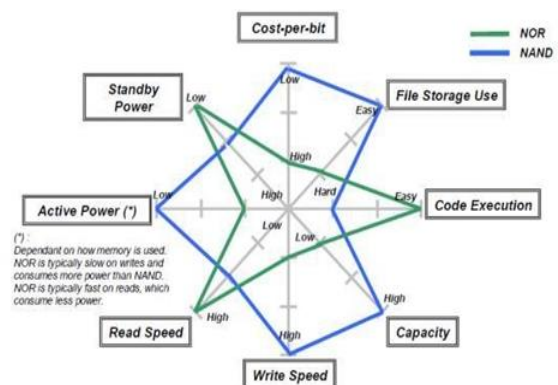 Cost-per-bit
NOR
NAND
Standby
Power
Low
Low
Easy
File Storage Use
High
Active Power (*)
Low
High
Hard
Easy
Code Execution
(*) :
Dependant on how memory is used.
NOR is typically slow on writes and
consumes more power than NAND.
NOR is typically fast on reads, which
consume less power.
Low
Low
Read Speed
High
High
High
Capacity
Write Speed